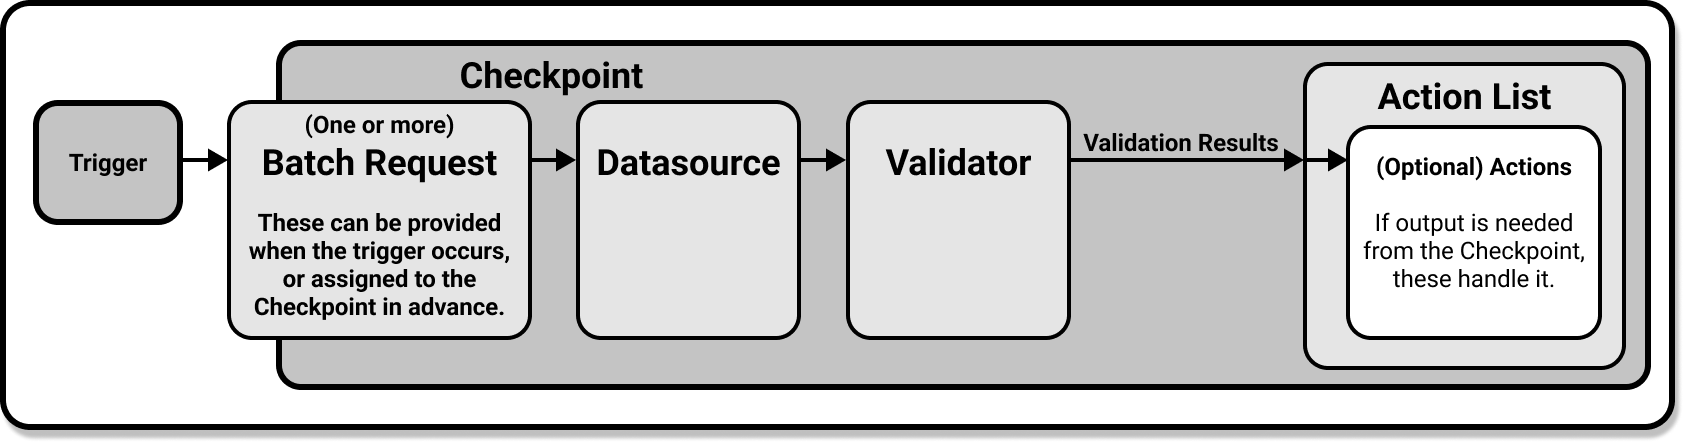 Checkpoint
Trigger
(One or more)
Batch Request
These can be provided
when the trigger occurs,
or assigned to the
Checkpoint in advance.
Datasource
Validator
Validation Results
Action List
(Optional) Actions
If output is needed
from the Checkpoint,
these handle it.